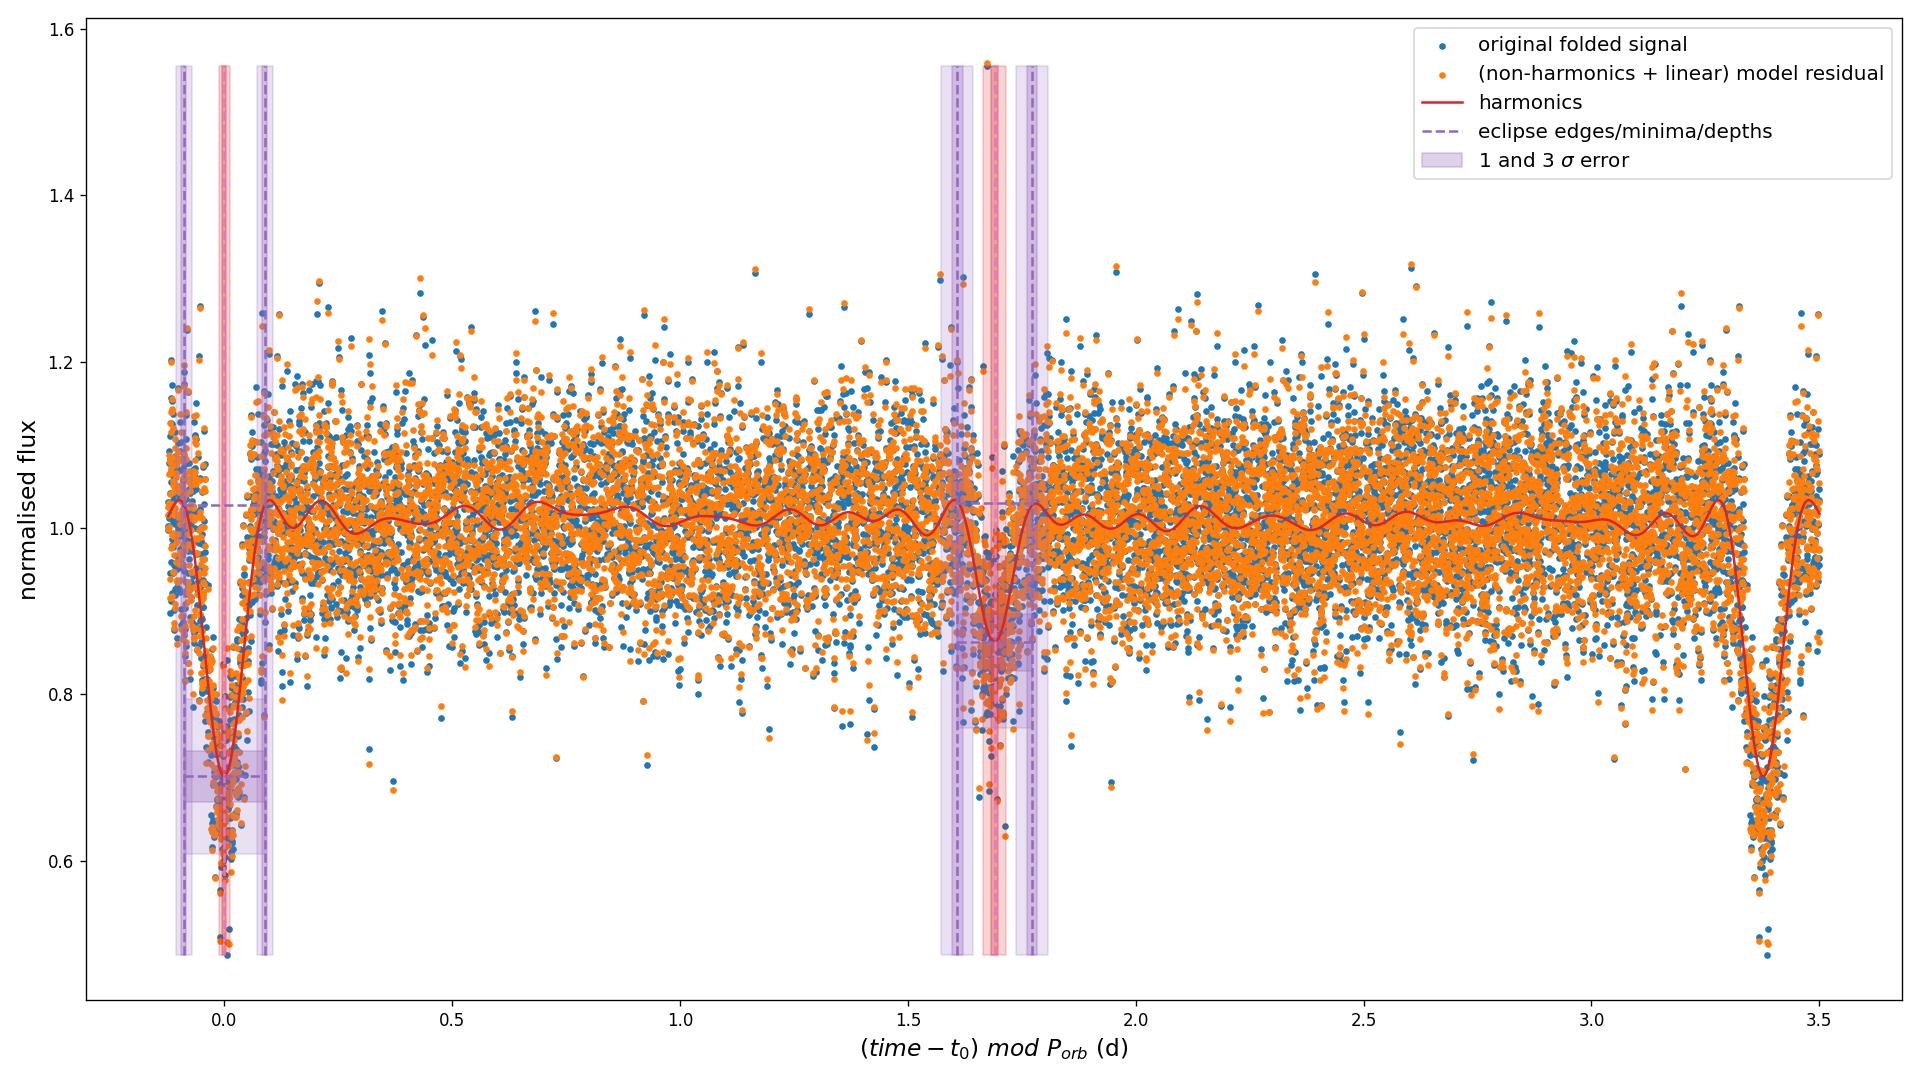 1.6
1.4
1.2
1.0
0.8
0.6
normalised flux
original folded signal
(non-harmonics + linear) model residual
harmonics
eclipse edges/minima/depths
1 and 3 σ error
0.0 0.5 1.0 1.5 2.0 2.5 3.0 3.5
(time − t₀) mod Pₒᵣ♭ (d)